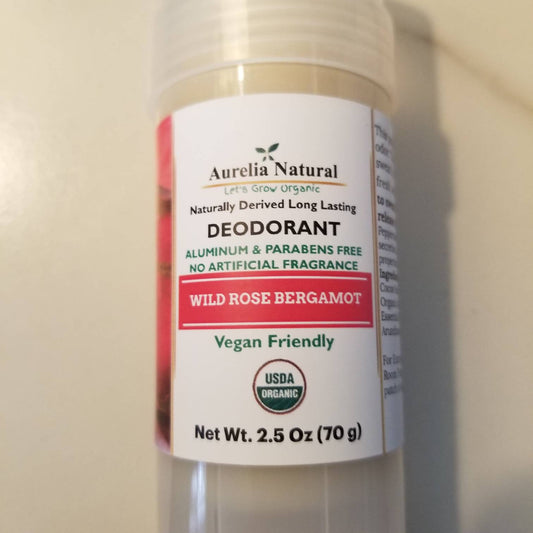 Aurelia Natural
Let's Grow Organic
Naturally Derived Long Lasting
DEODORANT
ALUMINUM & PARABENS FREE
NO ARTIFICIAL FRAGRANCE
WILD ROSE BERGAMOT
Vegan Friendly
USDA
ORGANIC
Net Wt. 2.5 Oz (70 g)